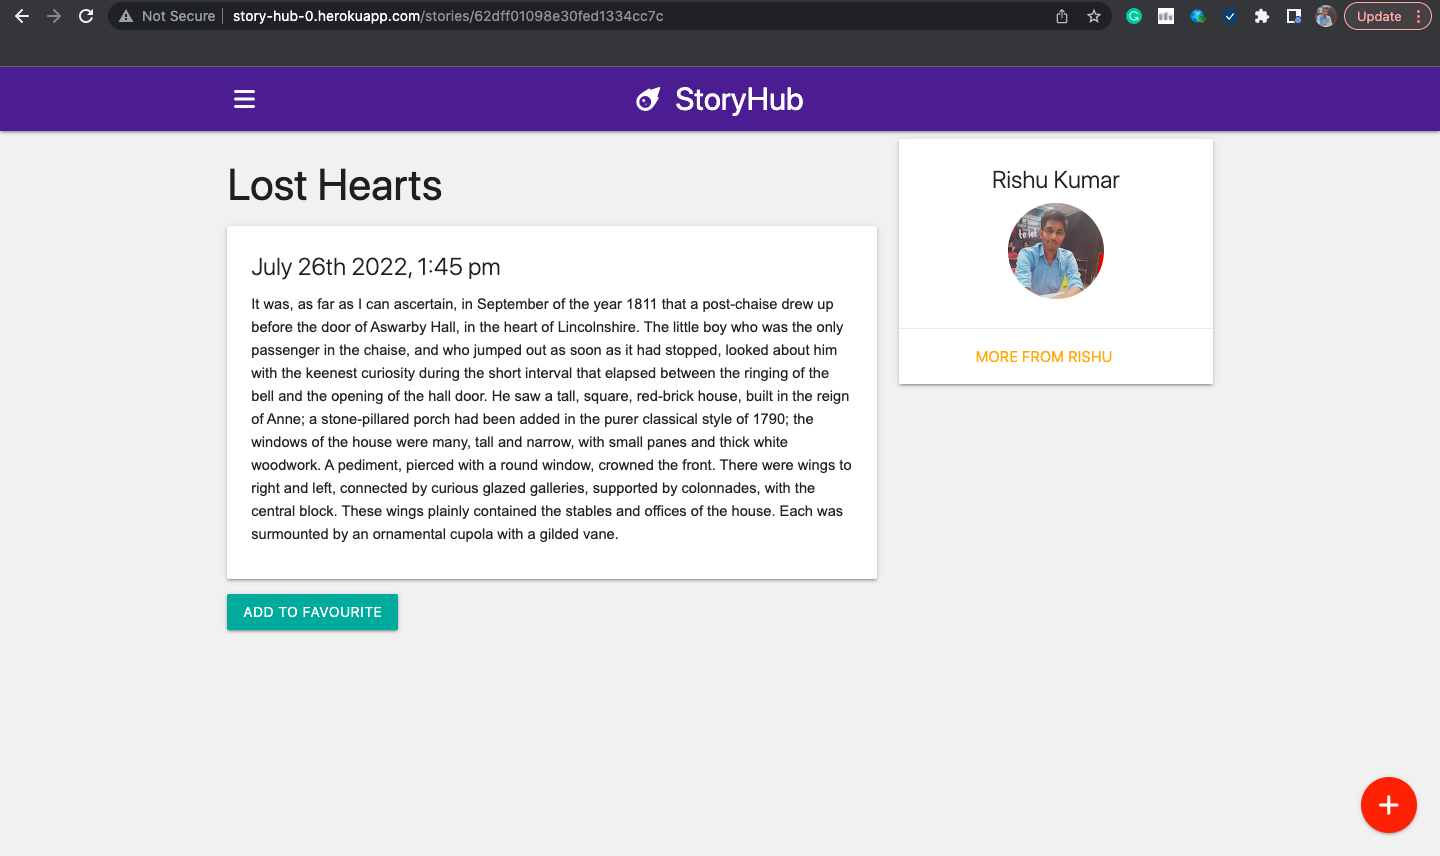 Not Secure
story-hub-0.herokuapp.com/stories/62dff01098e30fed1334cc7c
Update
StoryHub
Lost Hearts
July 26th 2022, 1:45 pm
It was, as far as I can ascertain, in September of the year 1811 that a post-chaise drew up
before the door of Aswarby Hall, in the heart of Lincolnshire. The little boy who was the only
passenger in the chaise, and who jumped out as soon as it had stopped, looked about him
with the keenest curiosity during the short interval that elapsed between the ringing of the
bell and the opening of the hall door. He saw a tall, square, red-brick house, built in the reign
of Anne; a stone-pillared porch had been added in the purer classical style of 1790; the
windows of the house were many, tall and narrow, with small panes and thick white
woodwork. A pediment, pierced with a round window, crowned the front. There were wings to
right and left, connected by curious glazed galleries, supported by colonnades, with the
central block. These wings plainly contained the stables and offices of the house. Each was
surmounted by an ornamental cupola with a gilded vane.
ADD TO FAVOURITE
Rishu Kumar
MORE FROM RISHU